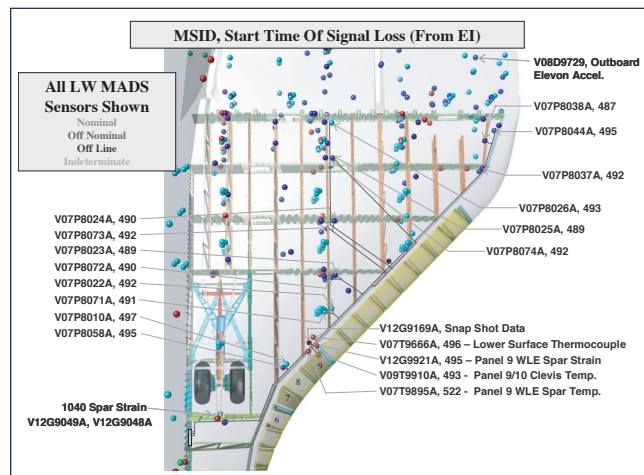 MSID, Start Time Of Signal Loss (From EI)
All LW MADS
Sensors Shown
Nominal
Off Nominal
Off Line
Indeterminate
V08D9729, Outboard
Elevon Accel.
V07P8038A, 487
V07P8044A, 495
V07P8037A, 492
V07P8026A, 493
V07P8025A, 489
V07P8074A, 492
V07P8024A, 490
V07P8073A, 492
V07P8023A, 489
V07P8072A, 490
V07P8022A, 492
V07P8071A, 491
V07P8010A, 497
V07P8058A, 495
V12G9169A, Snap Shot Data
V07T9666A, 496 – Lower Surface Thermocouple
V12G9921A, 495 – Panel 9 WLE Spar Strain
V09T9910A, 493 - Panel 9/10 Clevis Temp.
V07T9895A, 522 - Panel 9 WLE Spar Temp.
9
8
7
6
1040 Spar Strain
V12G9049A, V12G9048A